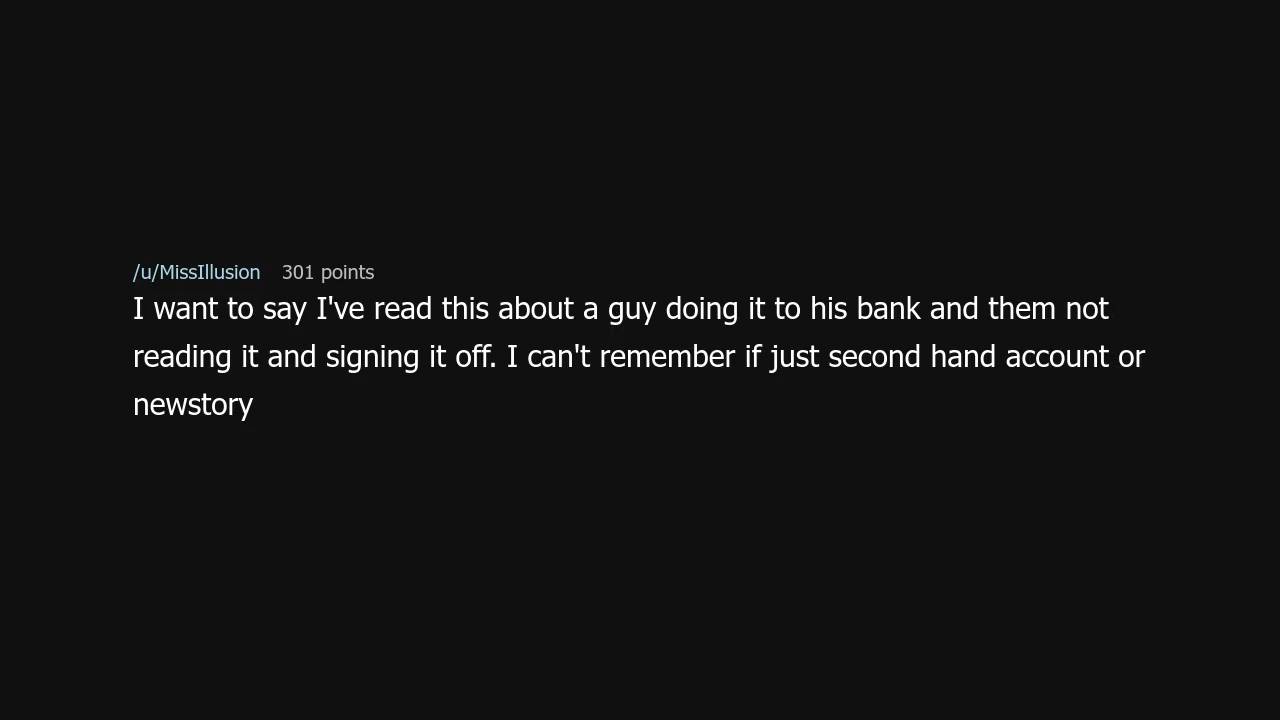 /u/MissIllusion 301 points
I want to say I've read this about a guy doing it to his bank and them not
reading it and signing it off. I can't remember if just second hand account or
newstory